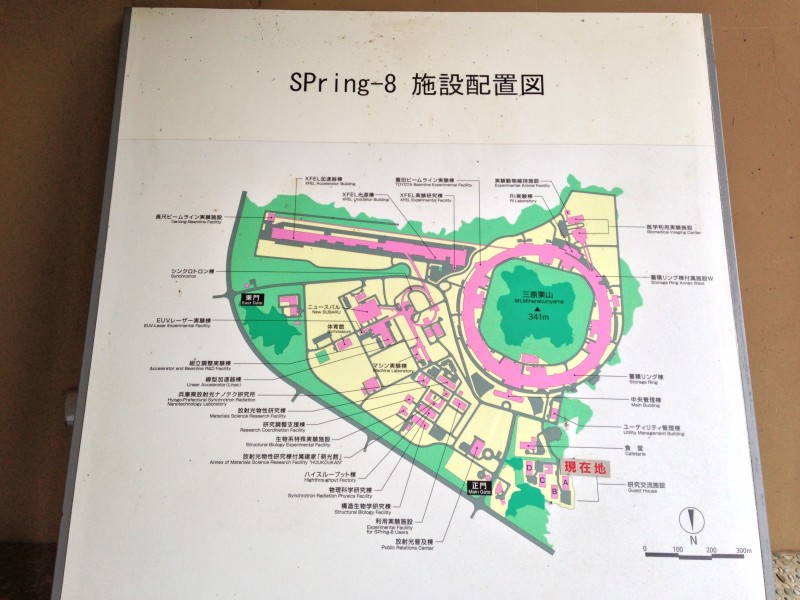 SPring-8 施設配置図
XFEL加速器棟
XFEL Accelerator Building
豊田ビームライン実験棟
TOYOTA Beamline Experimental Facility
実験動物維持施設
Experimental Animal Facility
XFEL光源棟
XFEL Undulator Building
XFEL実験研究棟
XFEL Experimental Facility
RI実験棟
RI Laboratory
長尺ビームライン実験施設
1km-long Beamline Facility
医学利用実験施設
Biomedical Imaging Center
シンクロトロン棟
Synchrotron
蓄積リング棟付属施設W
Storage Ring Annex West
東門
East Gate
ニュースバル
New SUBARU
三原栗山
Mt.Miharakuriyama
341m
EUVレーザー実験棟
EUV-Laser Experimental Facility
体育館
Gymnasium
組立調整実験棟
Accelerator and Beamline R&D Facility
マシン実験棟
Machine Laboratory
線型加速器棟
Linear Accelerator(Linac)
蓄積リング棟
Storage Ring
兵庫県放射光ナノテク研究所
Hyogo Prefectural Synchrotron Radiation
Nanotechnology Laboratory
中央管理棟
Main Building
放射光物性研究棟
Materials Science Research Facility
研究調整支援棟
Research Coordination Facility
ユーティリティ管理棟
Utility Management Building
生物系特殊実験施設
Structural Biology Experimental Facility
食 堂
Cafeteria
放射光物性研究棟付属建家「萌光館」
Annex of Materials Science Research Facility "HOUKOUKAN"
現在地
D
C
B
A
ハイスループット棟
Highthroughput Factory
正門
Main Gate
研究交流施設
Guest House
物理科学研究棟
Synchrotron Radiation Physics Facility
構造生物学研究棟
Structural Biology Facility
利用実験施設
Experimental Facility
for SPring-8 Users
放射光普及棟
Public Relations Center
N
0 100 200 300m